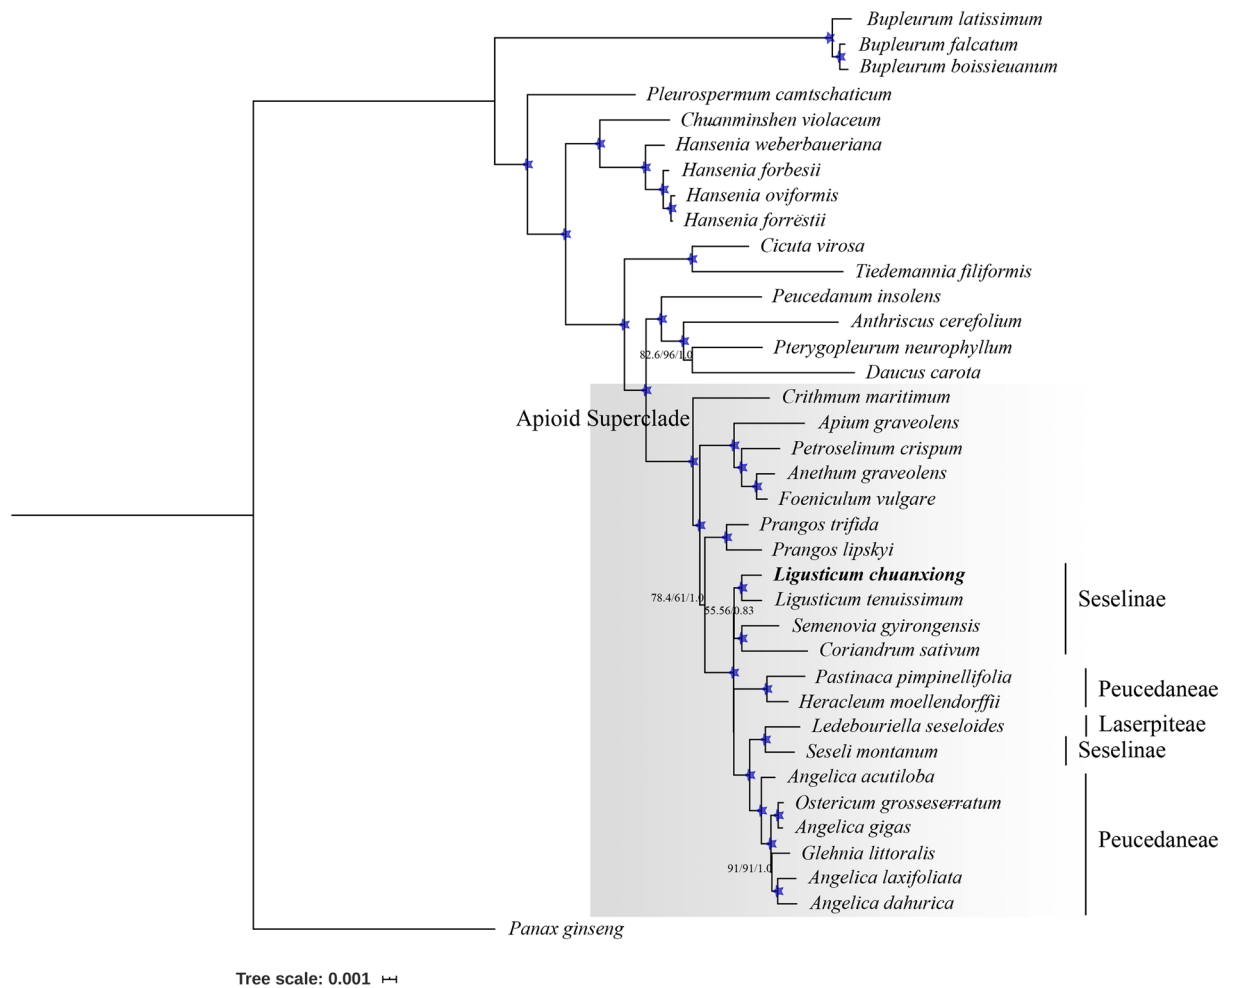 Bupleurum latissimum
Bupleurum falcatum
Bupleurum boissieuanum
Pleurospermum camtschaticum
Chuanminshen violaceum
Hansenia weberbaueriana
Hansenia forbesii
Hansenia oviformis
Hansenia forrëstii
Cicuta virosa
Tiedemannia filiformis
Peucedanum insolens
Anthriscus cerefolium
Pterygopleurum neurophyllum
82.6/96/1.0
Daucus carota
Crithmum maritimum
Apioid Superclade
Apium graveolens
Petroselinum crispum
Anethum graveolens
Foeniculum vulgare
Prangos trifida
Prangos lipskyi
Ligusticum chuanxiong
78.4/61/1.0
Ligusticum tenuissimum
Seselinae
55.56/0.83
Semenovia gyirongensis
Coriandrum sativum
Pastinaca pimpinellifolia
Peucedaneae
Heracleum moellendorffii
Ledebouriella seseloides
Laserpiteae
Seseli montanum
Seselinae
Angelica acutiloba
Ostericum grosseserratum
Angelica gigas
Peucedaneae
Glehnia littoralis
91/91/1.0
Angelica laxifoliata
Angelica dahurica
Panax ginseng
Tree scale: 0.001